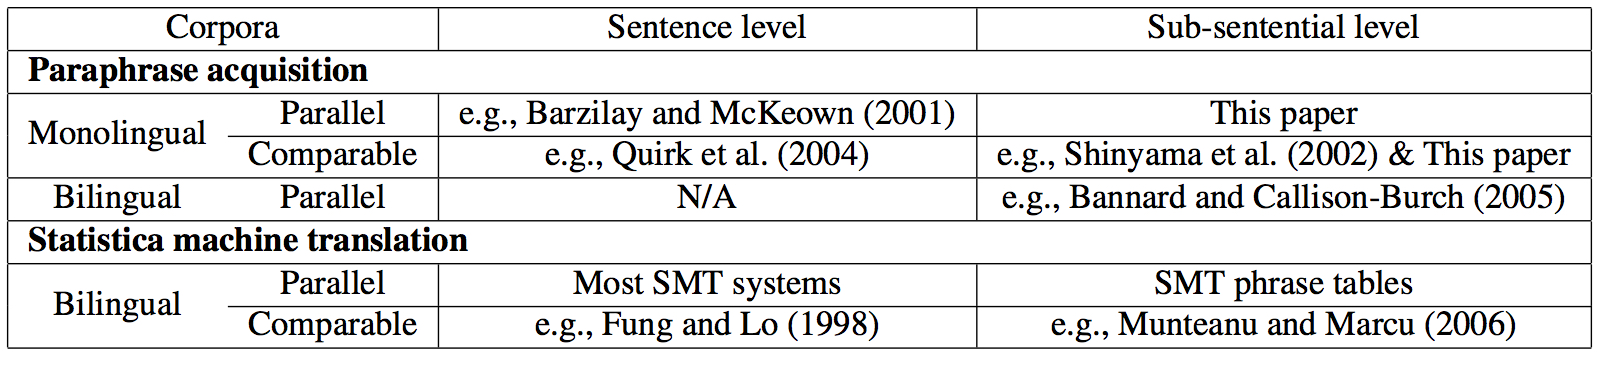 Corpora Sentence level Sub-sentential level
Paraphrase acquisition
Monolingual Parallel e.g., Barzilay and McKeown (2001) This paper
Comparable e.g., Quirk et al. (2004) e.g., Shinyama et al. (2002) & This paper
Bilingual Parallel N/A e.g., Bannard and Callison-Burch (2005)
Statistica machine translation
Bilingual Parallel Most SMT systems SMT phrase tables
Comparable e.g., Fung and Lo (1998) e.g., Munteanu and Marcu (2006)